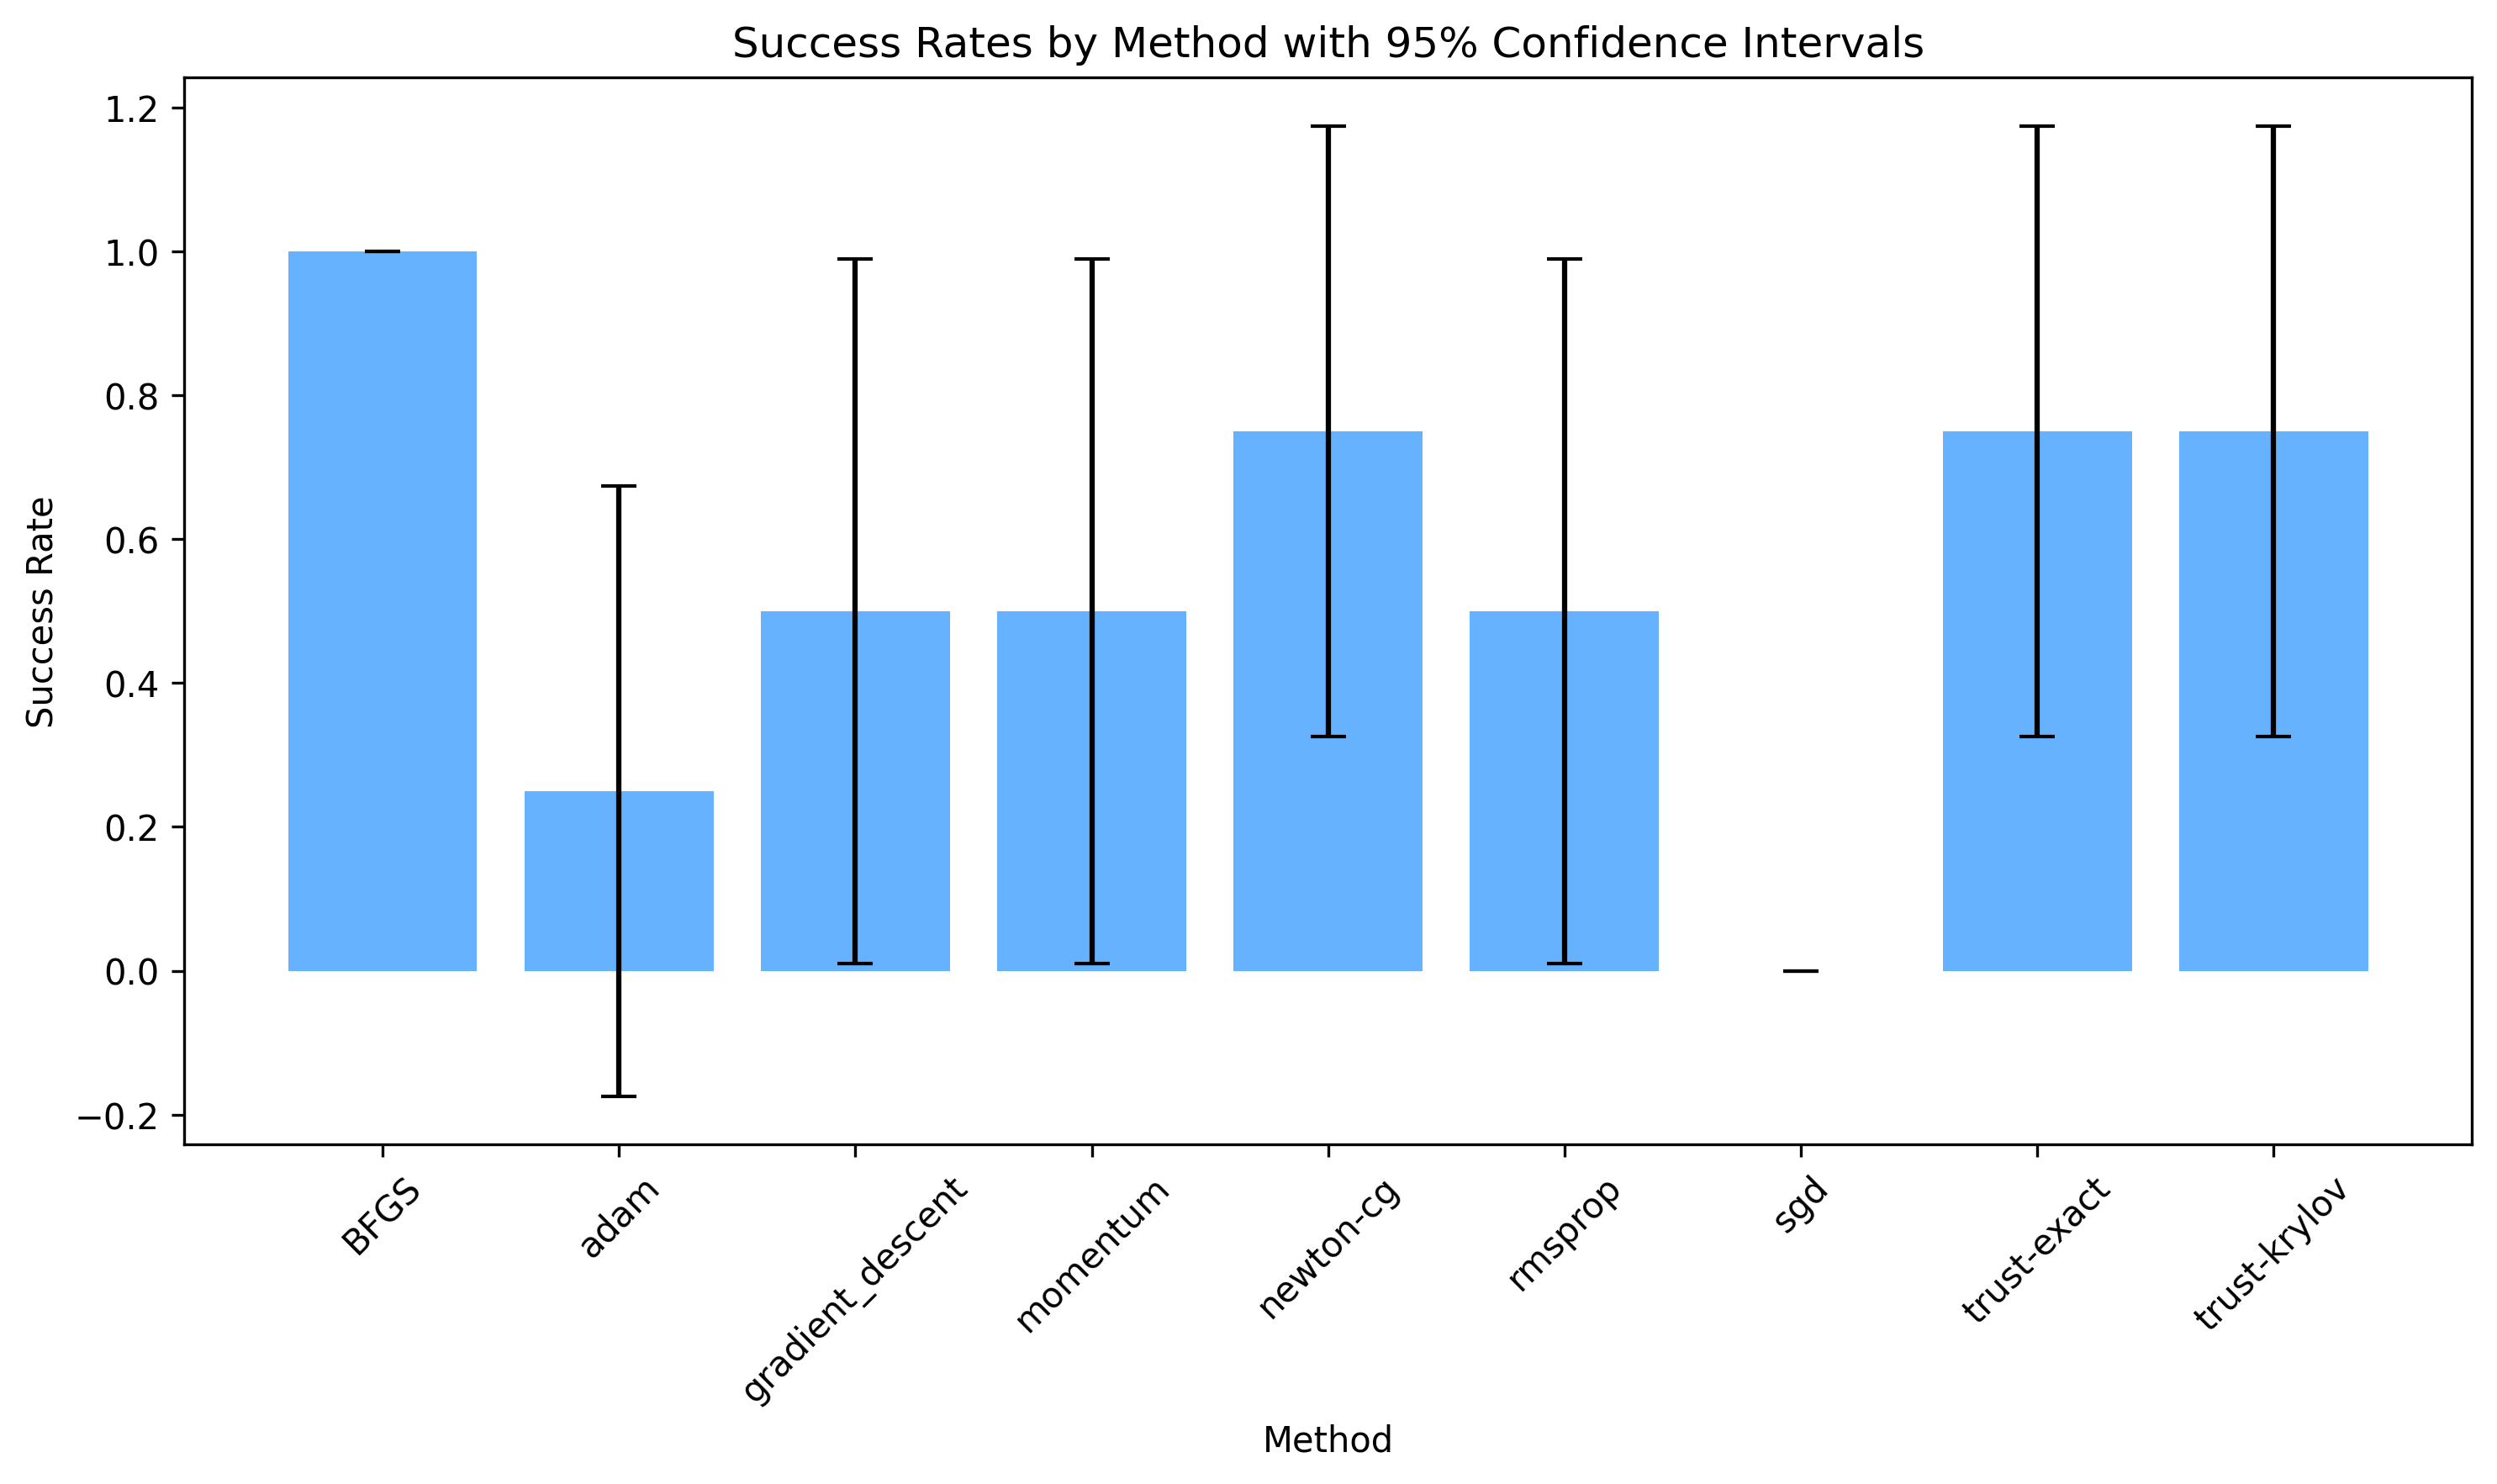 Success Rates by Method with 95% Confidence Intervals
Success Rate
1.2
1.0
0.8
0.6
0.4
0.2
0.0
−0.2
BFGS
adam
gradient_descent
momentum
newton-cg
rmsprop
sgd
trust-exact
trust-krylov
Method